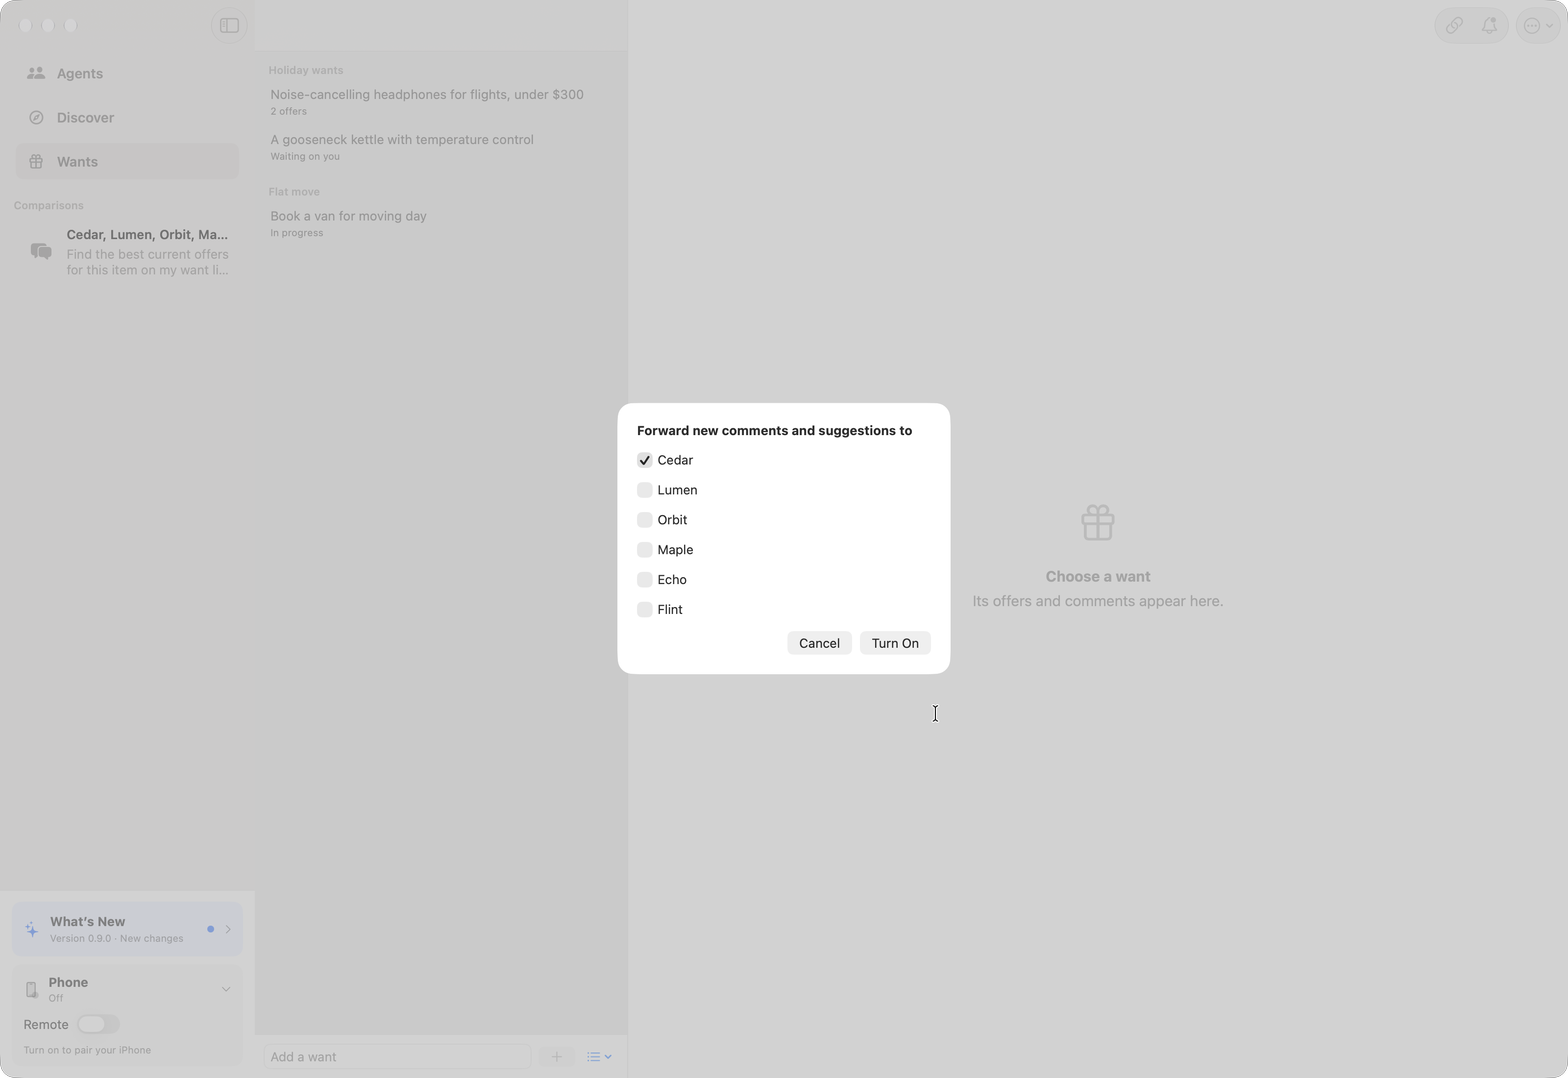 Agents
Discover
Wants
Comparisons
Cedar, Lumen, Orbit, Ma...
Find the best current offers
for this item on my want li...
What's New
Version 0.9.0 · New changes
Phone
Off
Remote
Turn on to pair your iPhone
Holiday wants
Noise-cancelling headphones for flights, under $300
2 offers
A gooseneck kettle with temperature control
Waiting on you
Flat move
Book a van for moving day
In progress
Add a want
Forward new comments and suggestions to
Cedar
Lumen
Orbit
Maple
Echo
Flint
Cancel Turn On
Choose a want
Its offers and comments appear here.